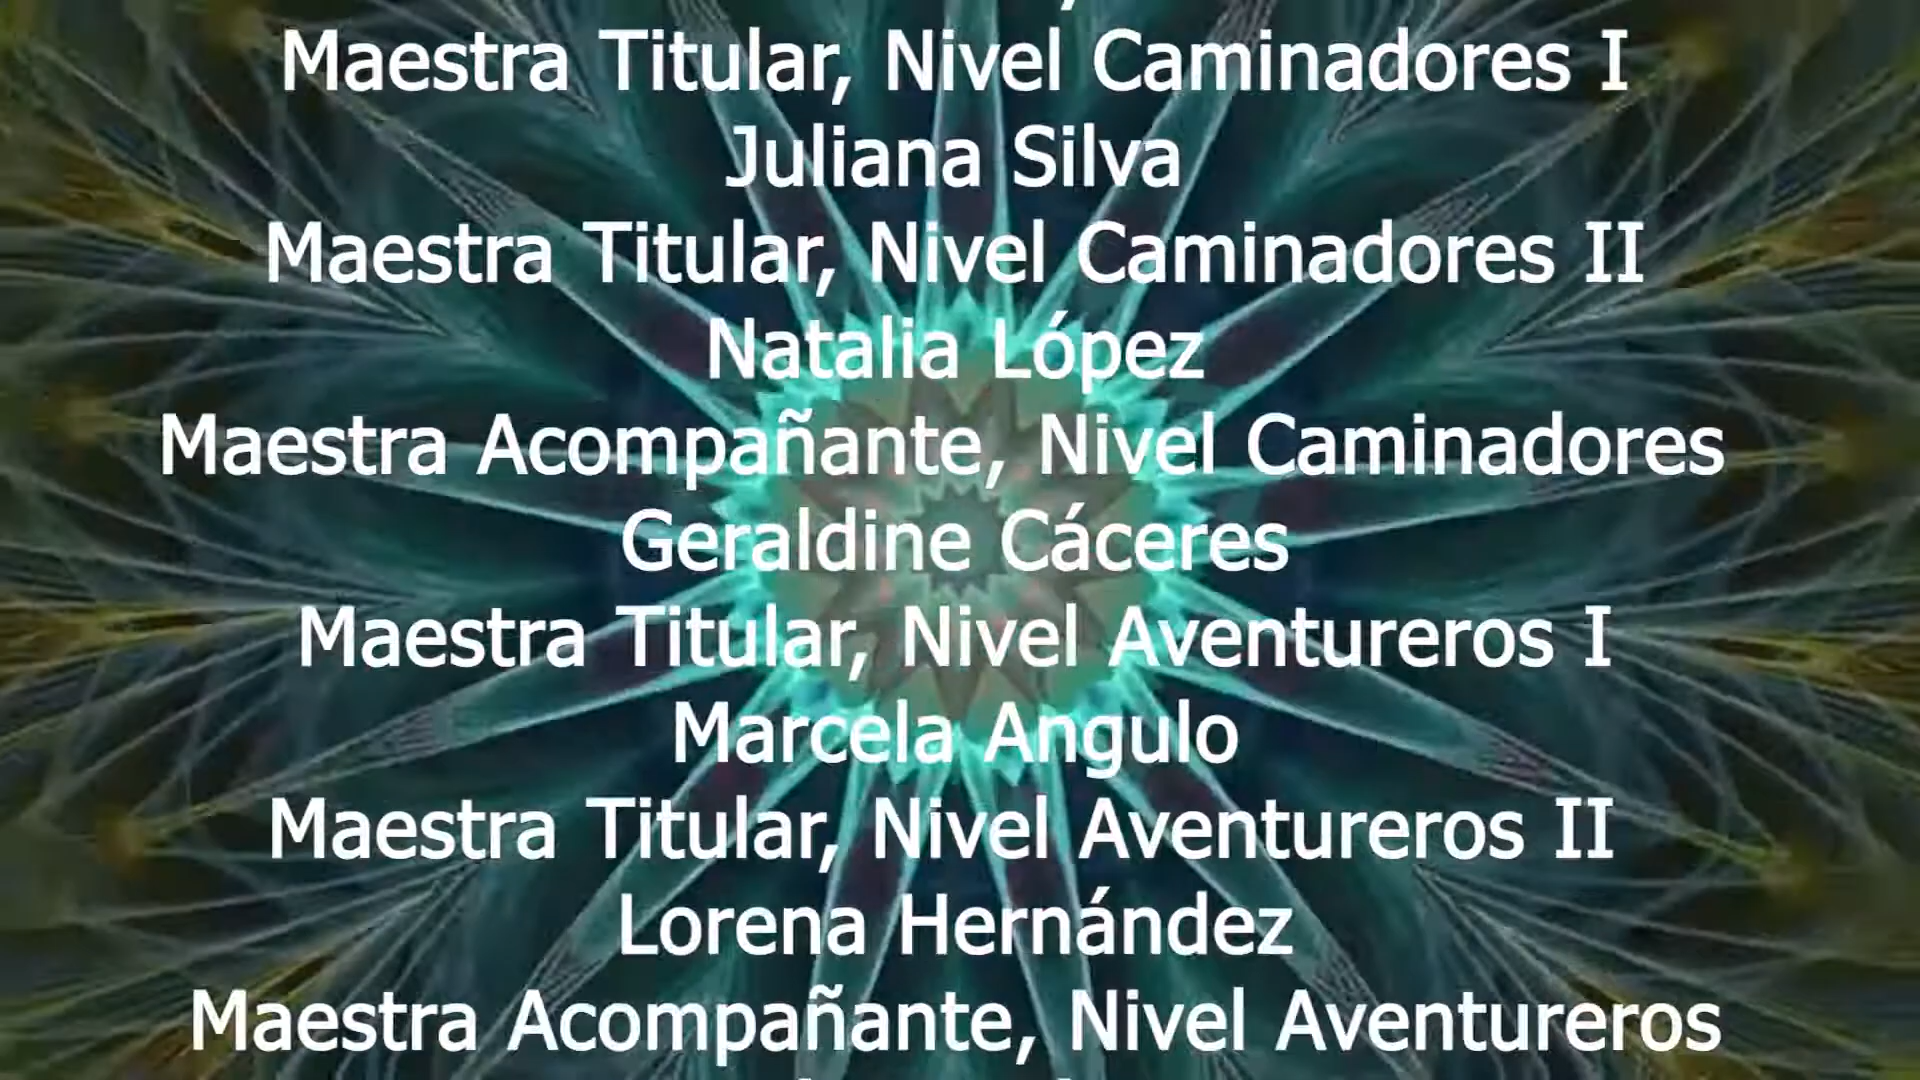 Maestra Titular, Nivel Caminadores I
Juliana Silva
Maestra Titular, Nivel Caminadores II
Natalia López
Maestra Acompañante, Nivel Caminadores
Geraldine Cáceres
Maestra Titular, Nivel Aventureros I
Marcela Angulo
Maestra Titular, Nivel Aventureros II
Lorena Hernández
Maestra Acompañante, Nivel Aventureros